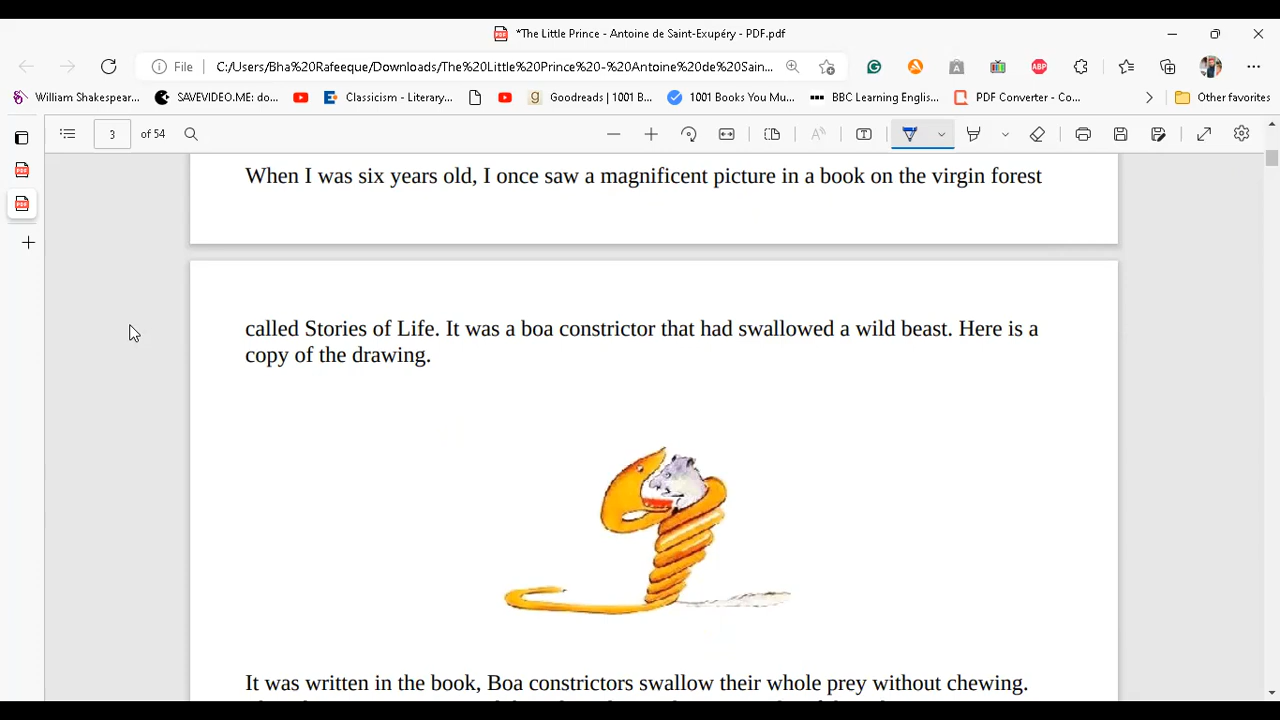 *The Little Prince - Antoine de Saint-Exupéry - PDF.pdf
File C:/Users/Bha%20Rafeeque/Downloads/The%20Little%20Prince%20-%20Antoine%20de%20Sain...
William Shakespear... SAVEVIDEO.ME: do... Classicism - Literary... Goodreads | 1001 B... 1001 Books You Mu... BBC Learning Englis... PDF Converter - Co... Other favorites
3 of 54
When I was six years old, I once saw a magnificent picture in a book on the virgin forest
called Stories of Life. It was a boa constrictor that had swallowed a wild beast. Here is a
copy of the drawing.
It was written in the book, Boa constrictors swallow their whole prey without chewing.